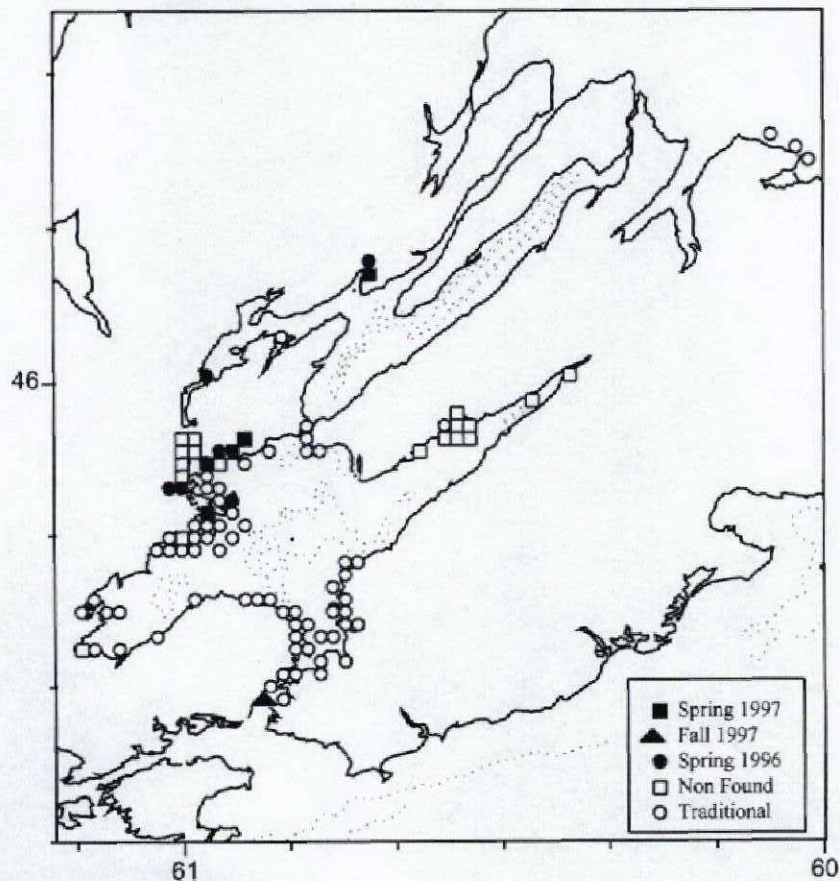 46
Spring 1997
Fall 1997
Spring 1996
Non Found
Traditional
61
60